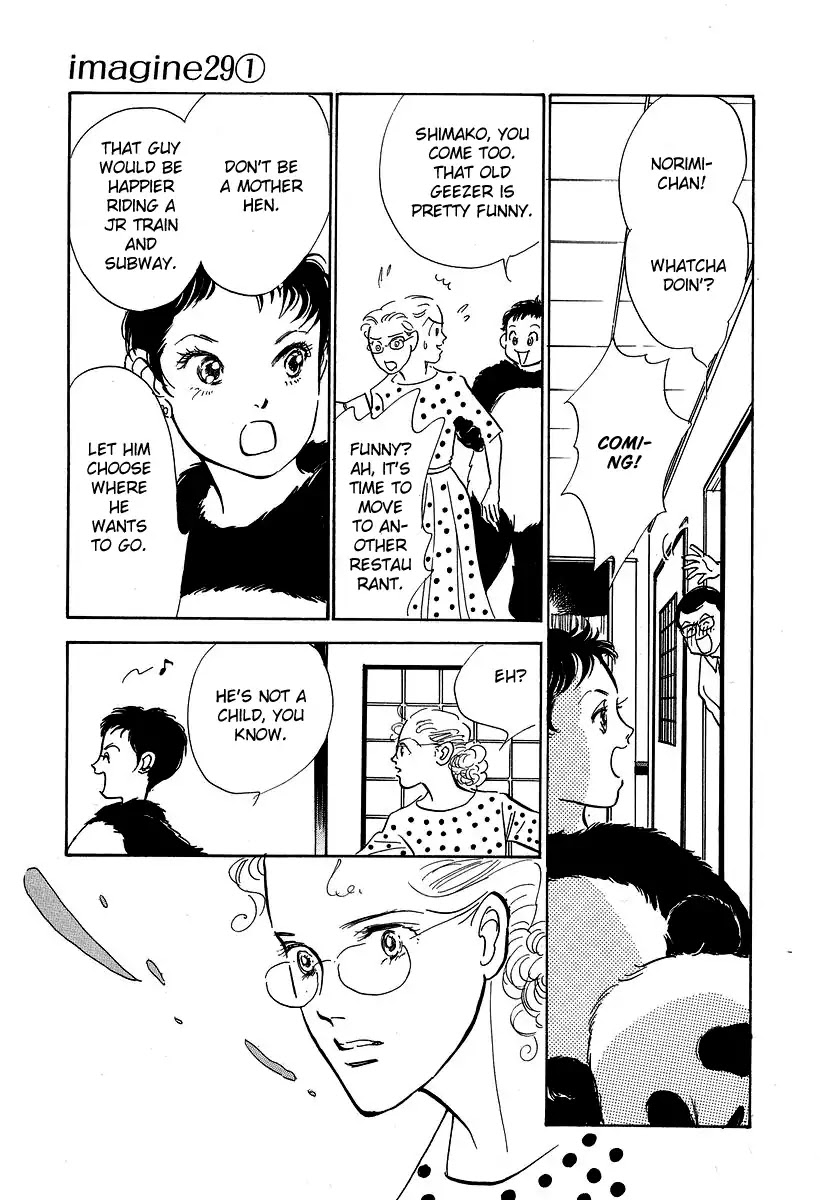 imagine29①
NORIMI-
CHAN!
WHATCHA
DOIN'?
COMI-
NG!
SHIMAKO, YOU
COME TOO.
THAT OLD
GEEZER IS
PRETTY FUNNY.
FUNNY?
AH, IT'S
TIME TO
MOVE
TO AN-
OTHER
RESTAU
RANT.
DON'T BE
A MOTHER
HEN.
THAT GUY
WOULD BE
HAPPIER
RIDING A
JR TRAIN
AND
SUBWAY.
LET HIM
CHOOSE
WHERE
HE
WANTS
TO GO.
EH?
HE'S NOT A
CHILD, YOU
KNOW.